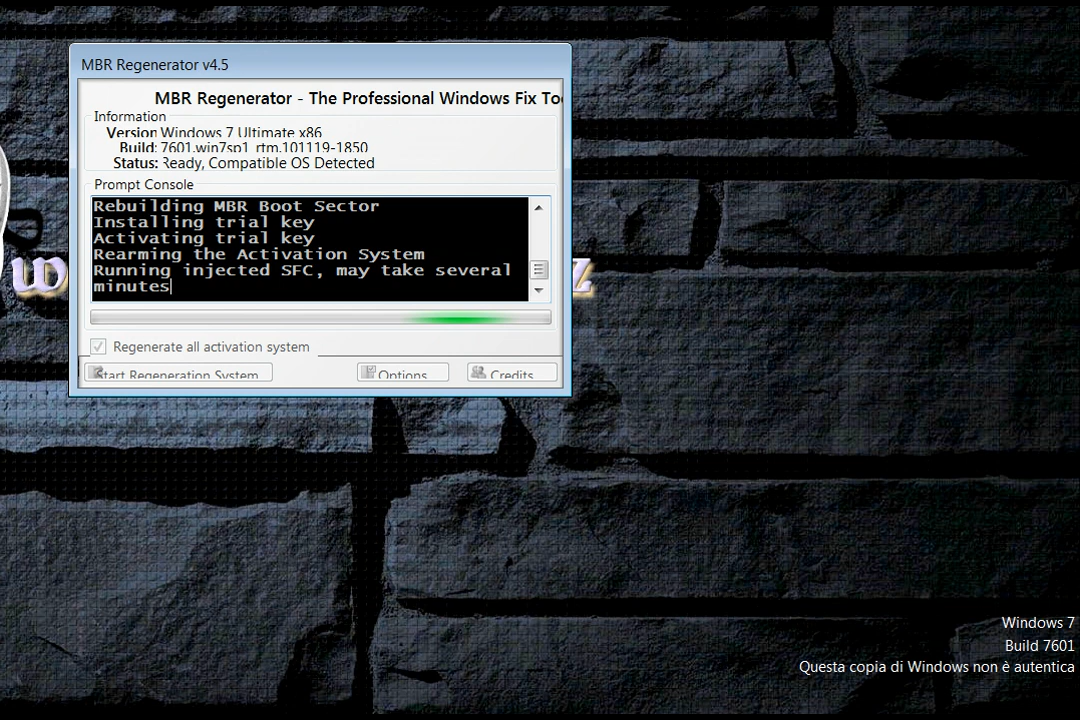 MBR Regenerator v4.5
MBR Regenerator - The Professional Windows Fix Too
Information
Version Windows 7 Ultimate x86
Build: 7601.win7sp1_rtm.101119-1850
Status: Ready, Compatible OS Detected
Prompt Console
Rebuilding MBR Boot Sector
Installing trial key
Activating trial key
Rearming the Activation System
Running injected SFC, may take several
minutes
Regenerate all activation system
Start Regeneration System
Options
Credits
w
z
Windows 7
Build 7601
Questa copia di Windows non è autentica